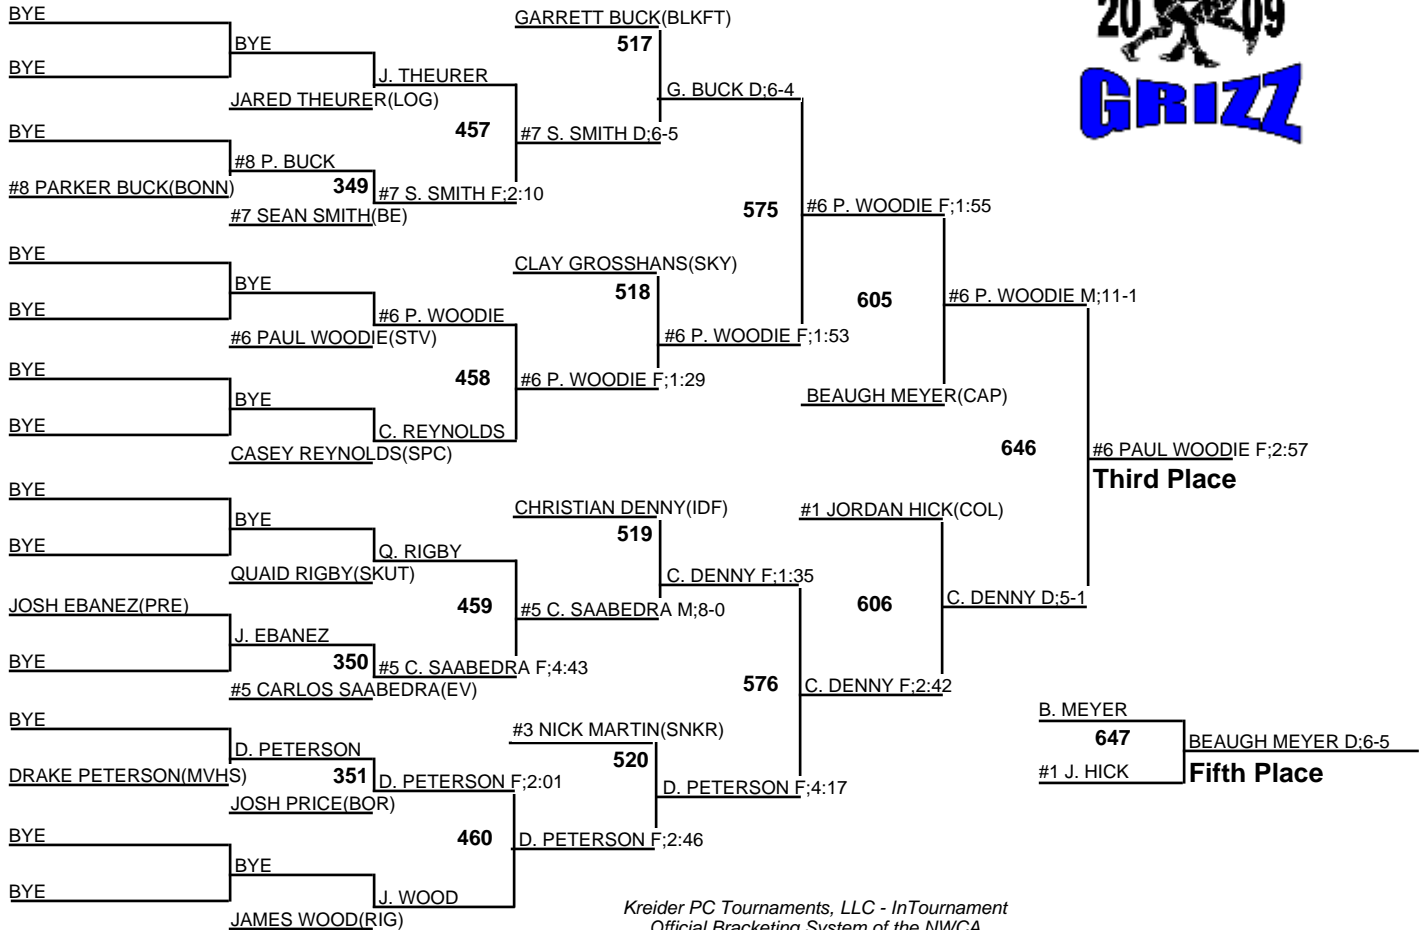 BYE
GARRETT BUCK(BLKFT)
20 09
517
BYE
BYE
J. THEURER
G. BUCK D;6-4
GRIZZ
JARED THEURER(LOG)
BYE
457
#7 S. SMITH D;6-5
#8 P. BUCK
#8 PARKER BUCK(BONN)
349
#7 S. SMITH F;2:10
575
#6 P. WOODIE F;1:55
#7 SEAN SMITH(BE)
BYE
CLAY GROSSHANS(SKY)
BYE
518
605
#6 P. WOODIE M;11-1
BYE
#6 P. WOODIE
#6 PAUL WOODIE(STV)
#6 P. WOODIE F;1:53
BYE
458
#6 P. WOODIE F;1:29
BYE
BEAUGH MEYER(CAP)
BYE
C. REYNOLDS
CASEY REYNOLDS(SPC)
646
#6 PAUL WOODIE F;2:57
Third Place
BYE
CHRISTIAN DENNY(IDF)
#1 JORDAN HICK(COL)
BYE
519
BYE
Q. RIGBY
QUAID RIGBY(SKUT)
C. DENNY F;1:35
JOSH EBANEZ(PRE)
459
#5 C. SAABEDRA M;8-0
606
C. DENNY D;5-1
J. EBANEZ
BYE
350
#5 C. SAABEDRA F;4:43
576
C. DENNY F;2:42
#5 CARLOS SAABEDRA(EV)
BYE
#3 NICK MARTIN(SNKR)
B. MEYER
D. PETERSON
520
647
BEAUGH MEYER D;6-5
DRAKE PETERSON(MVHS)
351
D. PETERSON F;2:01
D. PETERSON F;4:17
#1 J. HICK
Fifth Place
JOSH PRICE(BOR)
BYE
460
D. PETERSON F;2:46
BYE
BYE
J. WOOD
JAMES WOOD(RIG)
Kreider PC Tournaments, LLC - InTournament
Official Bracketing System of the NWCA